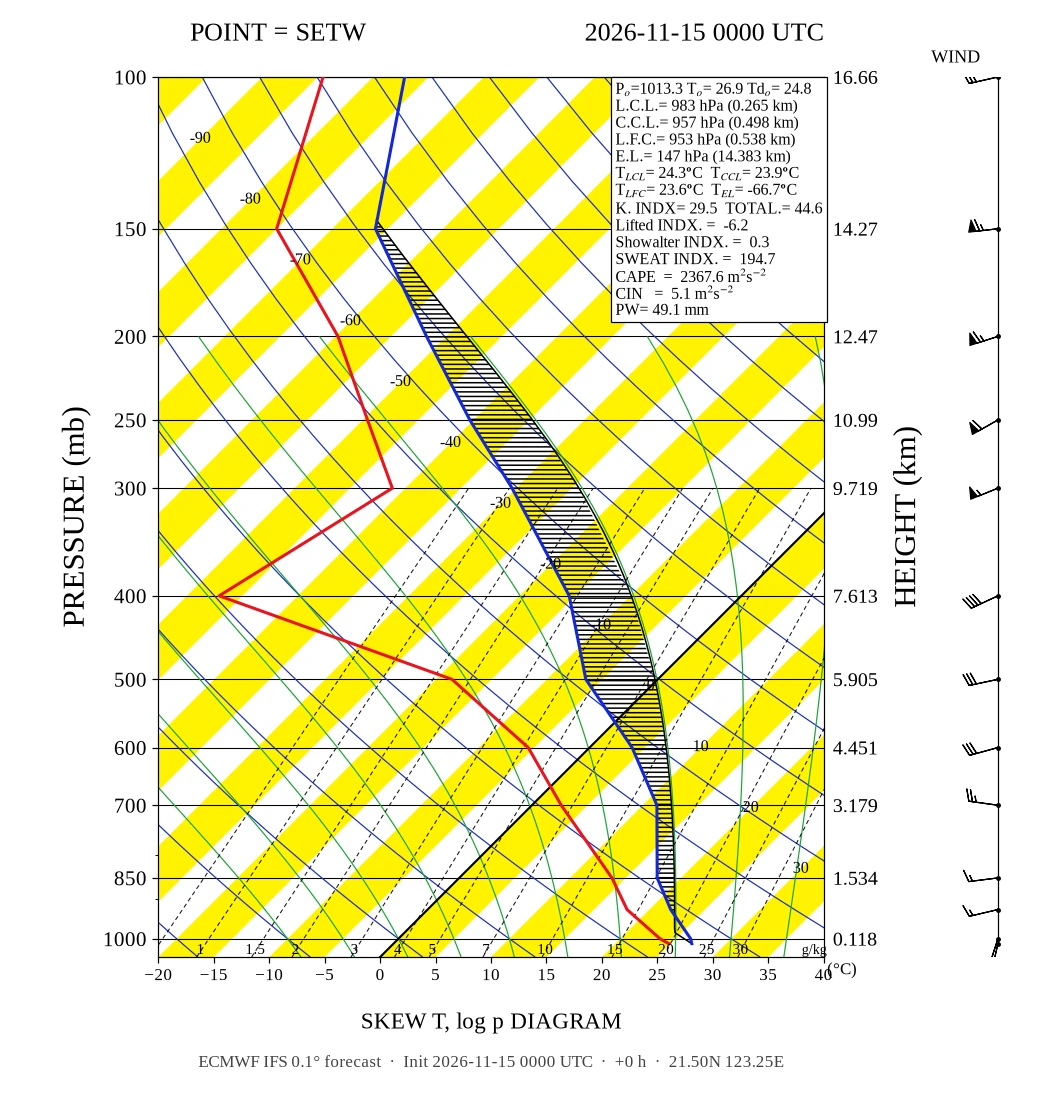 POINT = SETW
2026-11-15 0000 UTC
WIND
Pₒ=1013.3 Tₒ= 26.9 Tdₒ= 24.8
L.C.L.= 983 hPa (0.265 km)
C.C.L.= 957 hPa (0.498 km)
L.F.C.= 953 hPa (0.538 km)
E.L.= 147 hPa (14.383 km)
T_LCL= 24.3°C T_CCL= 23.9°C
T_LFC= 23.6°C T_EL= -66.7°C
K. INDX= 29.5 TOTAL.= 44.6
Lifted INDX. = -6.2
Showalter INDX. = 0.3
SWEAT INDX. = 194.7
CAPE = 2367.6 m²s⁻²
CIN = 5.1 m²s⁻²
PW= 49.1 mm
100 16.66
-90
-80
150 14.27
-70
-60
200 12.47
-50
250 10.99
-40
300 9.719
-30
-20
400 7.613
-10
500 5.905
0
10
600 4.451
20
700 3.179
30
850 1.534
1000 0.118
1 1.5 2 3 4 5 7 10 15 20 25 30 g/kg
−20 −15 −10 −5 0 5 10 15 20 25 30 35 40 (°C)
PRESSURE (mb)
HEIGHT (km)
SKEW T, log p DIAGRAM
ECMWF IFS 0.1° forecast · Init 2026-11-15 0000 UTC · +0 h · 21.50N 123.25E